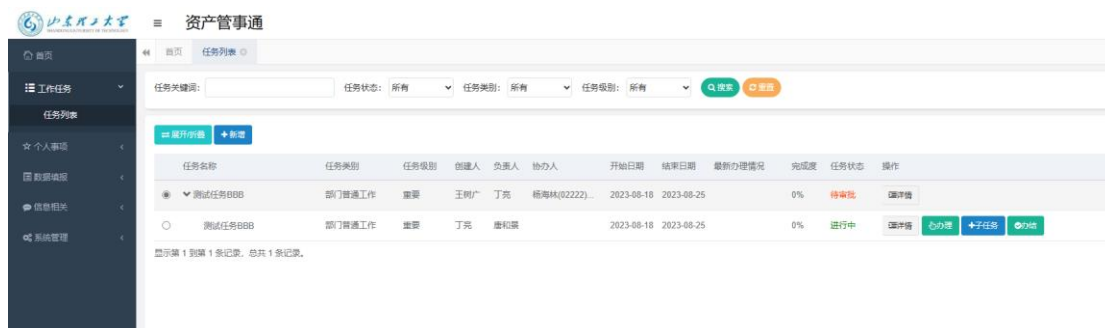 山东理工大学
资产管事通
首页
首页 任务列表
工作任务
任务列表
个人事项
数据填报
信息相关
系统管理
任务关键词: 任务状态: 所有 任务类别: 所有 任务级别: 所有 搜索 重置
展开/折叠 新增
任务名称 任务类别 任务级别 创建人 负责人 协办人 开始日期 结束日期 最新办理情况 完成度 任务状态 操作
测试任务BBB 部门普通工作 重要 王树广 丁亮 杨海林(02222)... 2023-08-18 2023-08-25 0% 待审批 详情
测试任务BBB 部门普通工作 重要 丁亮 唐和景 2023-08-18 2023-08-25 0% 进行中 详情 办理 +子任务 办结
显示第 1 到第 1 条记录，总共 1 条记录。